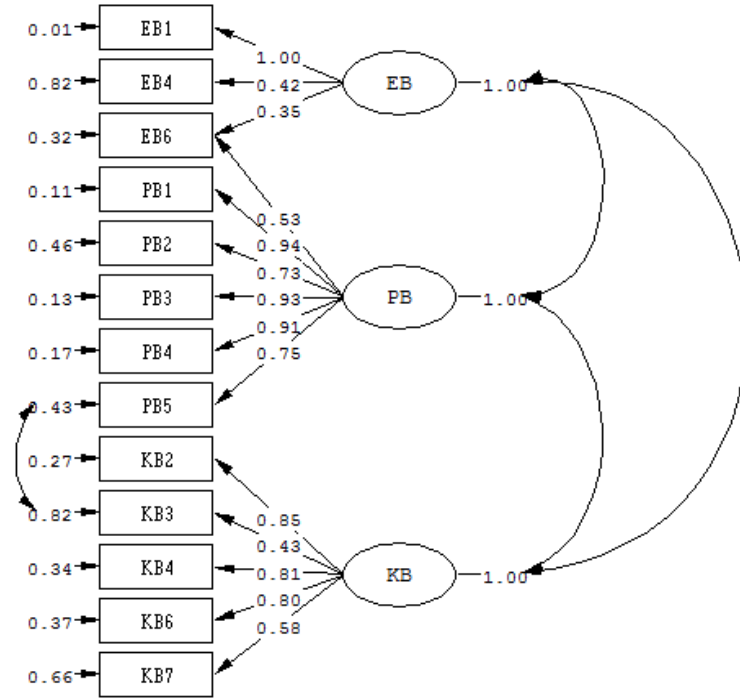 0.01 EB1
1.00
0.82 EB4 0.42 EB 1.00
0.35
0.32 EB6
0.11 PB1
0.53
0.46 PB2 0.94
0.73
0.13 PB3 0.93 PB 1.00
0.91
0.17 PB4 0.75
0.43 PB5
0.27 KB2
0.82 KB3 0.85
0.43
0.34 KB4 0.81 KB 1.00
0.80
0.37 KB6 0.58
0.66 KB7